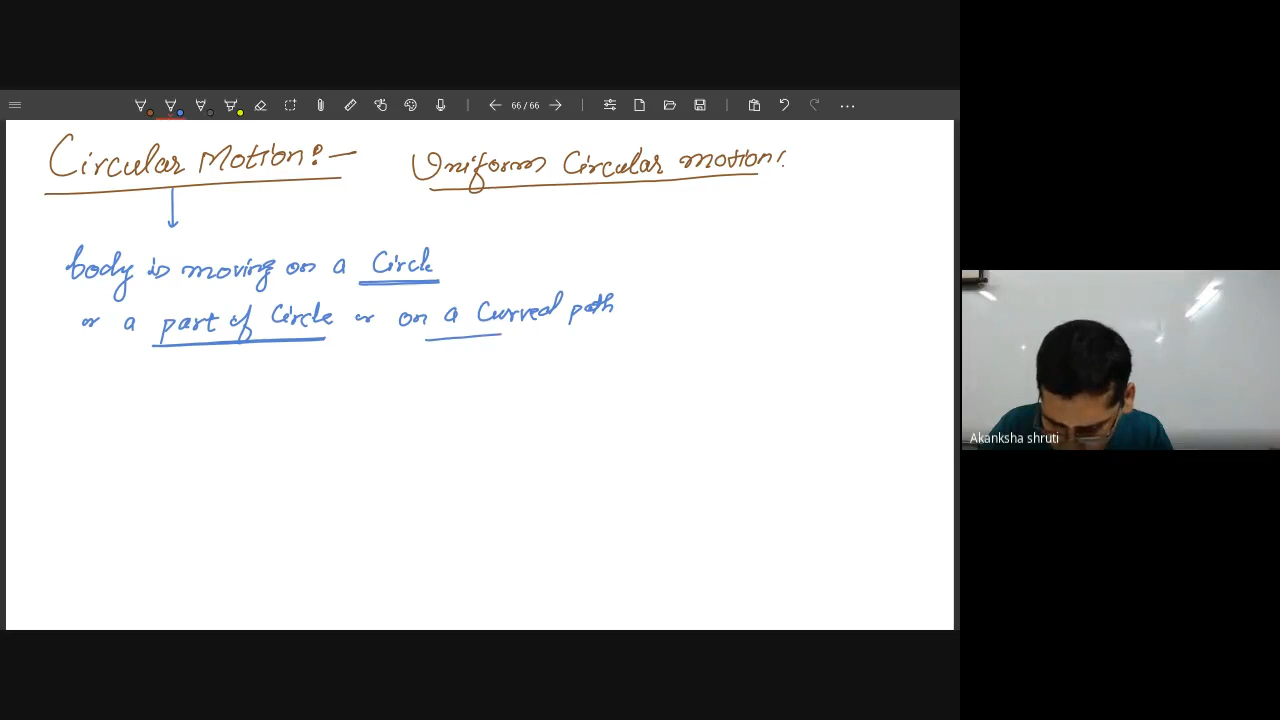 66 / 66
Circular Motion:-
Uniform Circular motion:
body is moving on a Circle
or a part of Circle or on a Curved path
Akanksha shruti